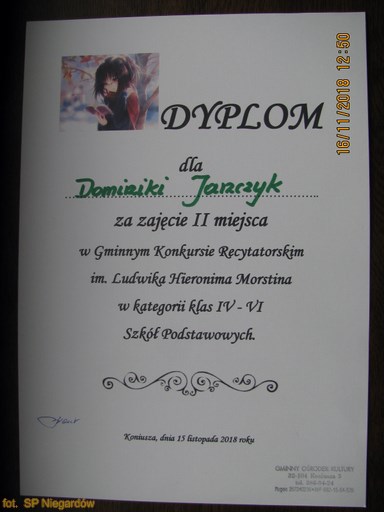 DYPLOM
16/11/2018 12:50
dla
Dominiki Janczyk
za zajęcie II miejsca
w Gminnym Konkursie Recytatorskim
im. Ludwika Hieronima Morstina
w kategorii klas IV - VI
Szkół Podstawowych.
Koniusza, dnia 15 listopada 2018 roku
GMINNY OŚRODEK KULTURY
fot. SP Niegardów